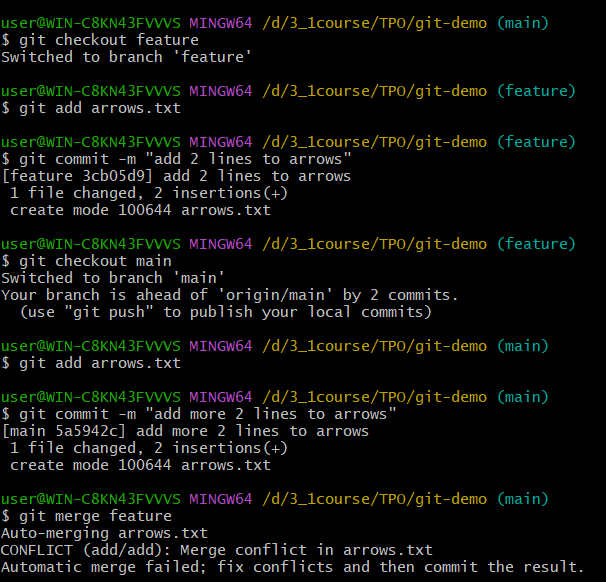 user@WIN-C8KN43FVVVS MINGW64 /d/3_1course/TPO/git-demo (main)
$ git checkout feature
Switched to branch 'feature'
user@WIN-C8KN43FVVVS MINGW64 /d/3_1course/TPO/git-demo (feature)
$ git add arrows.txt
user@WIN-C8KN43FVVVS MINGW64 /d/3_1course/TPO/git-demo (feature)
$ git commit -m "add 2 lines to arrows"
[feature 3cb05d9] add 2 lines to arrows
 1 file changed, 2 insertions(+)
 create mode 100644 arrows.txt
user@WIN-C8KN43FVVVS MINGW64 /d/3_1course/TPO/git-demo (feature)
$ git checkout main
Switched to branch 'main'
Your branch is ahead of 'origin/main' by 2 commits.
  (use "git push" to publish your local commits)
user@WIN-C8KN43FVVVS MINGW64 /d/3_1course/TPO/git-demo (main)
$ git add arrows.txt
user@WIN-C8KN43FVVVS MINGW64 /d/3_1course/TPO/git-demo (main)
$ git commit -m "add more 2 lines to arrows"
[main 5a5942c] add more 2 lines to arrows
 1 file changed, 2 insertions(+)
 create mode 100644 arrows.txt
user@WIN-C8KN43FVVVS MINGW64 /d/3_1course/TPO/git-demo (main)
$ git merge feature
Auto-merging arrows.txt
CONFLICT (add/add): Merge conflict in arrows.txt
Automatic merge failed; fix conflicts and then commit the result.